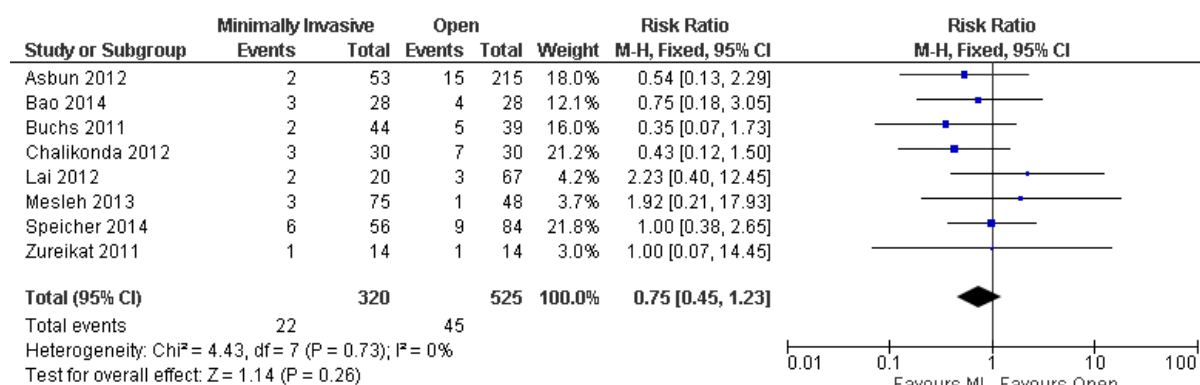 Minimally Invasive Open Risk Ratio Risk Ratio
Study or Subgroup Events Total Events Total Weight M-H, Fixed, 95% CI M-H, Fixed, 95% CI
Asbun 2012 2 53 15 215 18.0% 0.54 [0.13, 2.29]
Bao 2014 3 28 4 28 12.1% 0.75 [0.18, 3.05]
Buchs 2011 2 44 5 39 16.0% 0.35 [0.07, 1.73]
Chalikonda 2012 3 30 7 30 21.2% 0.43 [0.12, 1.50]
Lai 2012 2 20 3 67 4.2% 2.23 [0.40, 12.45]
Mesleh 2013 3 75 1 48 3.7% 1.92 [0.21, 17.93]
Speicher 2014 6 56 9 84 21.8% 1.00 [0.38, 2.65]
Zureikat 2011 1 14 1 14 3.0% 1.00 [0.07, 14.45]
Total (95% CI) 320 525 100.0% 0.75 [0.45, 1.23]
Total events 22 45
Heterogeneity: Chi² = 4.43, df = 7 (P = 0.73); I² = 0%
Test for overall effect: Z = 1.14 (P = 0.26)
0.01 0.1 1 10 100
Favours MI Favours Open